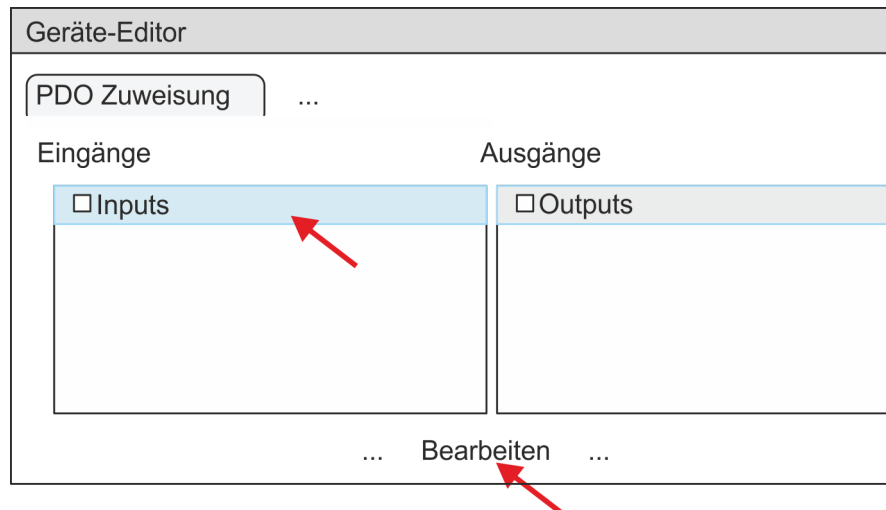 Geräte-Editor
PDO Zuweisung ...
Eingänge Ausgänge
Inputs Outputs
... Bearbeiten ...